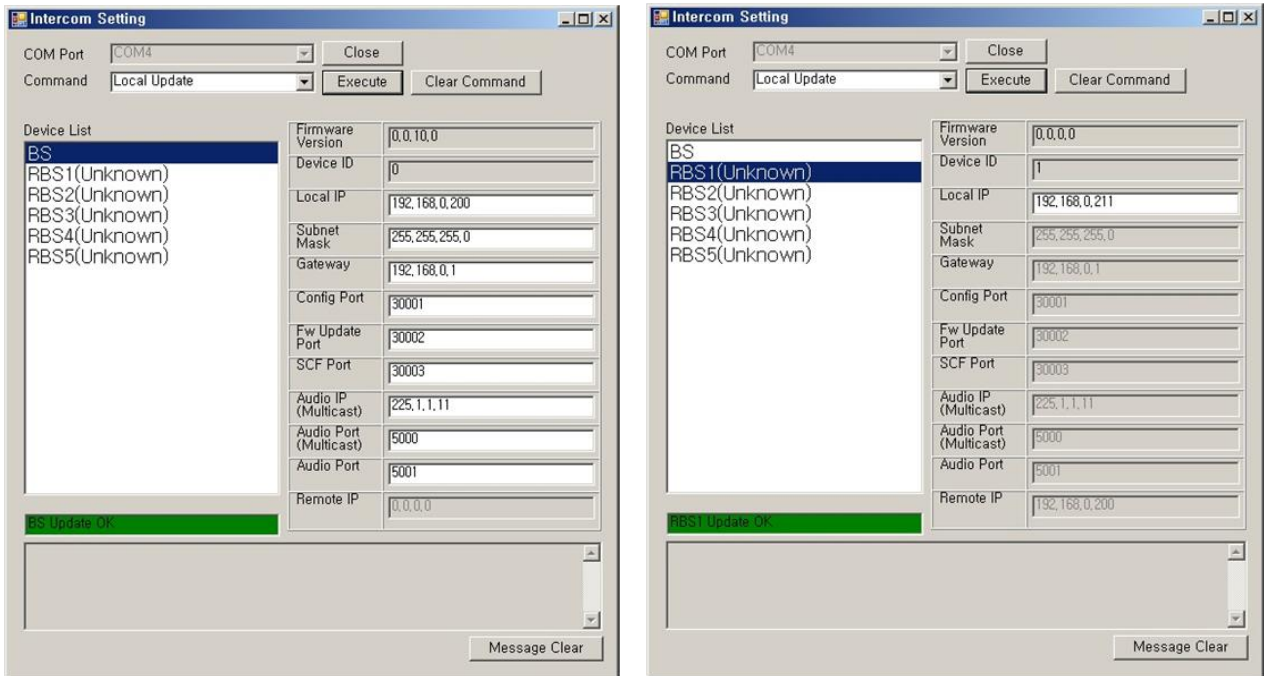 Intercom Setting
COM Port COM4 Close
Command Local Update Execute Clear Command
Device List
BS
RBS1(Unknown)
RBS2(Unknown)
RBS3(Unknown)
RBS4(Unknown)
RBS5(Unknown)
Firmware Version 0,0,10,0
Device ID 0
Local IP 192,168,0,200
Subnet Mask 255,255,255,0
Gateway 192,168,0,1
Config Port 30001
Fw Update Port 30002
SCF Port 30003
Audio IP (Multicast) 225,1,1,11
Audio Port (Multicast) 5000
Audio Port 5001
Remote IP 0,0,0,0
BS Update OK
Message Clear
Intercom Setting
COM Port COM4 Close
Command Local Update Execute Clear Command
Device List
BS
RBS1(Unknown)
RBS2(Unknown)
RBS3(Unknown)
RBS4(Unknown)
RBS5(Unknown)
Firmware Version 0,0,0,0
Device ID 1
Local IP 192,168,0,211
Subnet Mask 255,255,255,0
Gateway 192,168,0,1
Config Port 30001
Fw Update Port 30002
SCF Port 30003
Audio IP (Multicast) 225,1,1,11
Audio Port (Multicast) 5000
Audio Port 5001
Remote IP 192,168,0,200
RBS1 Update OK
Message Clear